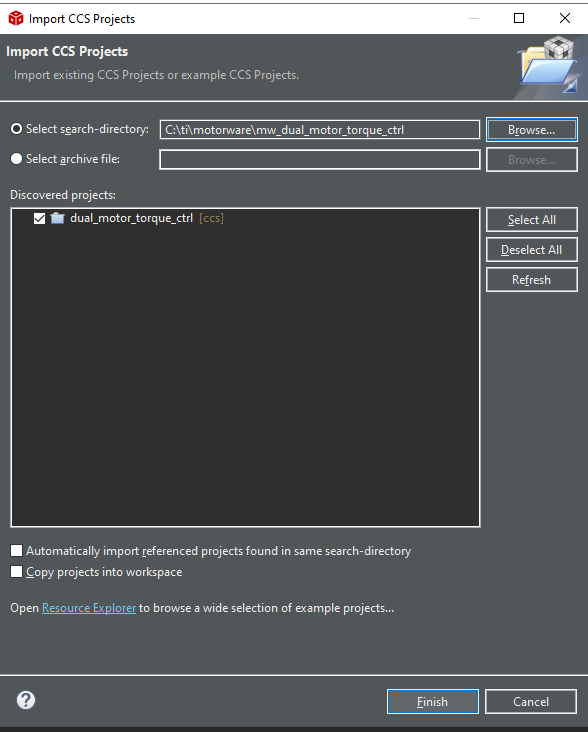 Import CCS Projects
Import CCS Projects
Import existing CCS Projects or example CCS Projects.
Select search-directory: C:\ti\motorware\mw_dual_motor_torque_ctrl Browse...
Select archive file: Browse...
Discovered projects:
dual_motor_torque_ctrl [ccs]
Select All
Deselect All
Refresh
Automatically import referenced projects found in same search-directory
Copy projects into workspace
Open Resource Explorer to browse a wide selection of example projects...
? Finish Cancel